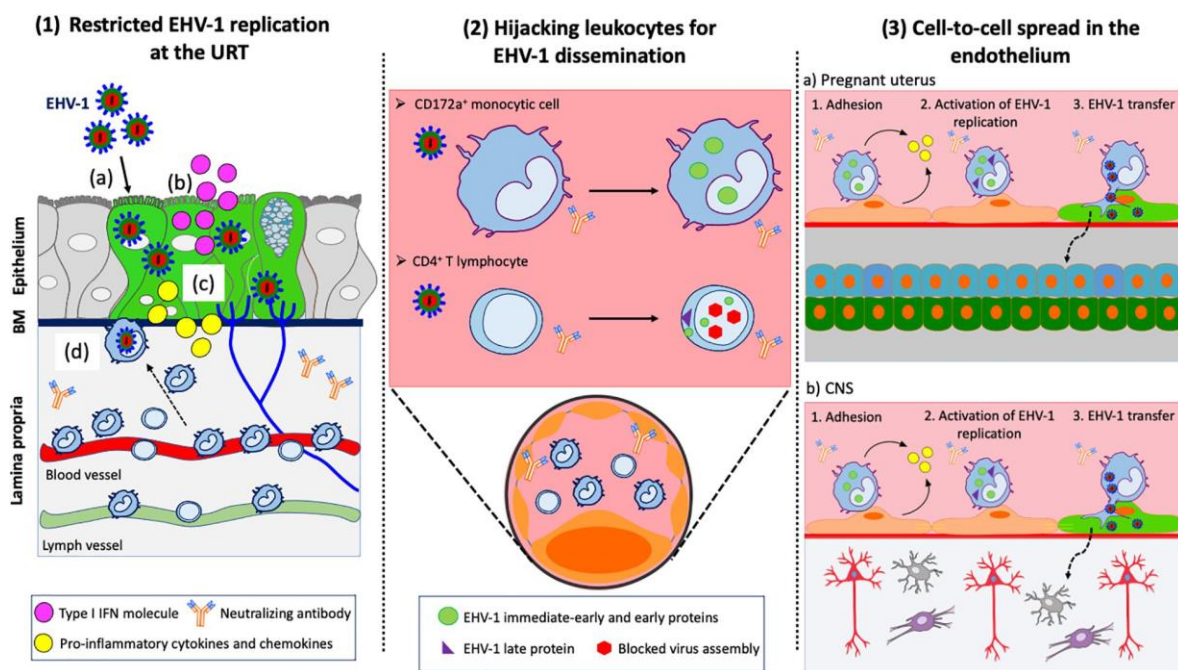 (1) Restricted EHV-1 replication
at the URT
EHV-1
(a)
(b)
(c)
(d)
Epithelium
BM
Lamina propria
Blood vessel
Lymph vessel
Type I IFN molecule
Neutralizing antibody
Pro-inflammatory cytokines and chemokines
(2) Hijacking leukocytes for
EHV-1 dissemination
➢ CD172a⁺ monocytic cell
➢ CD4⁺ T lymphocyte
EHV-1 immediate-early and early proteins
EHV-1 late protein
Blocked virus assembly
(3) Cell-to-cell spread in the
endothelium
a) Pregnant uterus
1. Adhesion
2. Activation of EHV-1
replication
3. EHV-1 transfer
b) CNS
1. Adhesion
2. Activation of EHV-1
replication
3. EHV-1 transfer